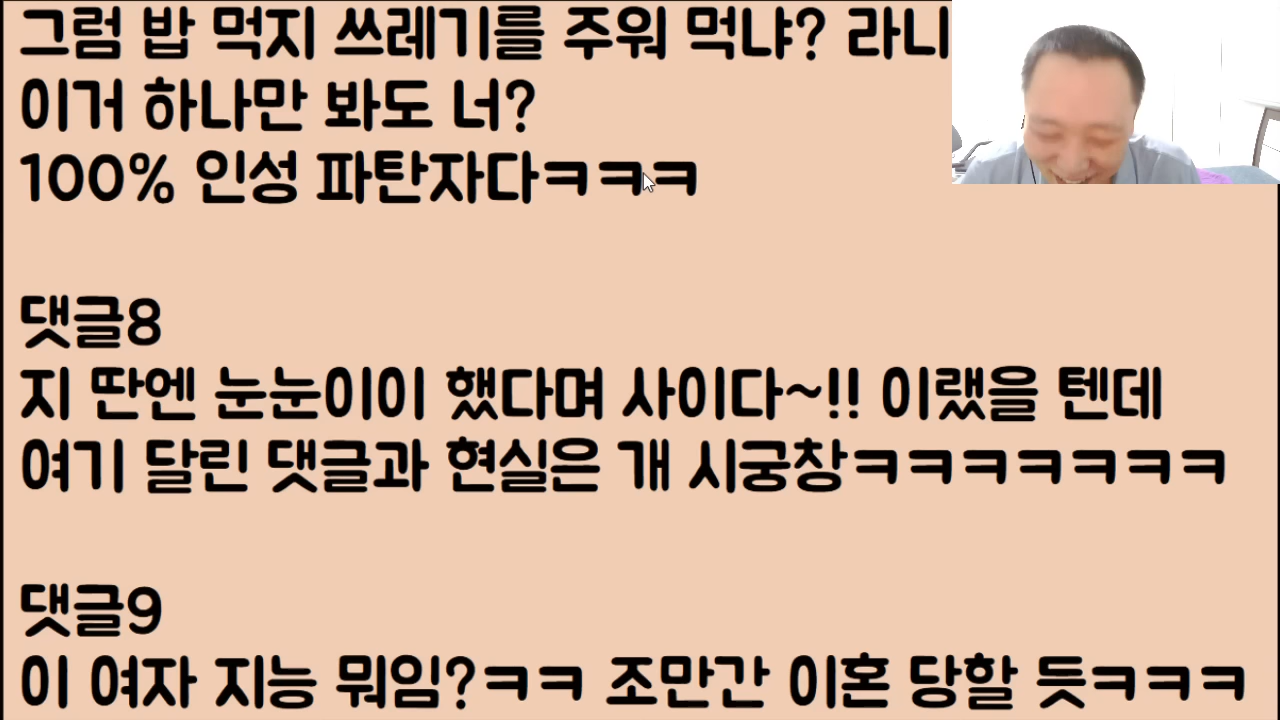 그럼 밥 먹지 쓰레기를 주워 먹냐? 라니
이거 하나만 봐도 너?
100% 인성 파탄자다ㅋㅋㅋ
댓글8
지 딴엔 눈눈이이 했다며 사이다~!! 이랬을 텐데
여기 달린 댓글과 현실은 개 시궁창ㅋㅋㅋㅋㅋㅋㅋ
댓글9
이 여자 지능 뭐임?ㅋㅋ 조만간 이혼 당할 듯ㅋㅋㅋ